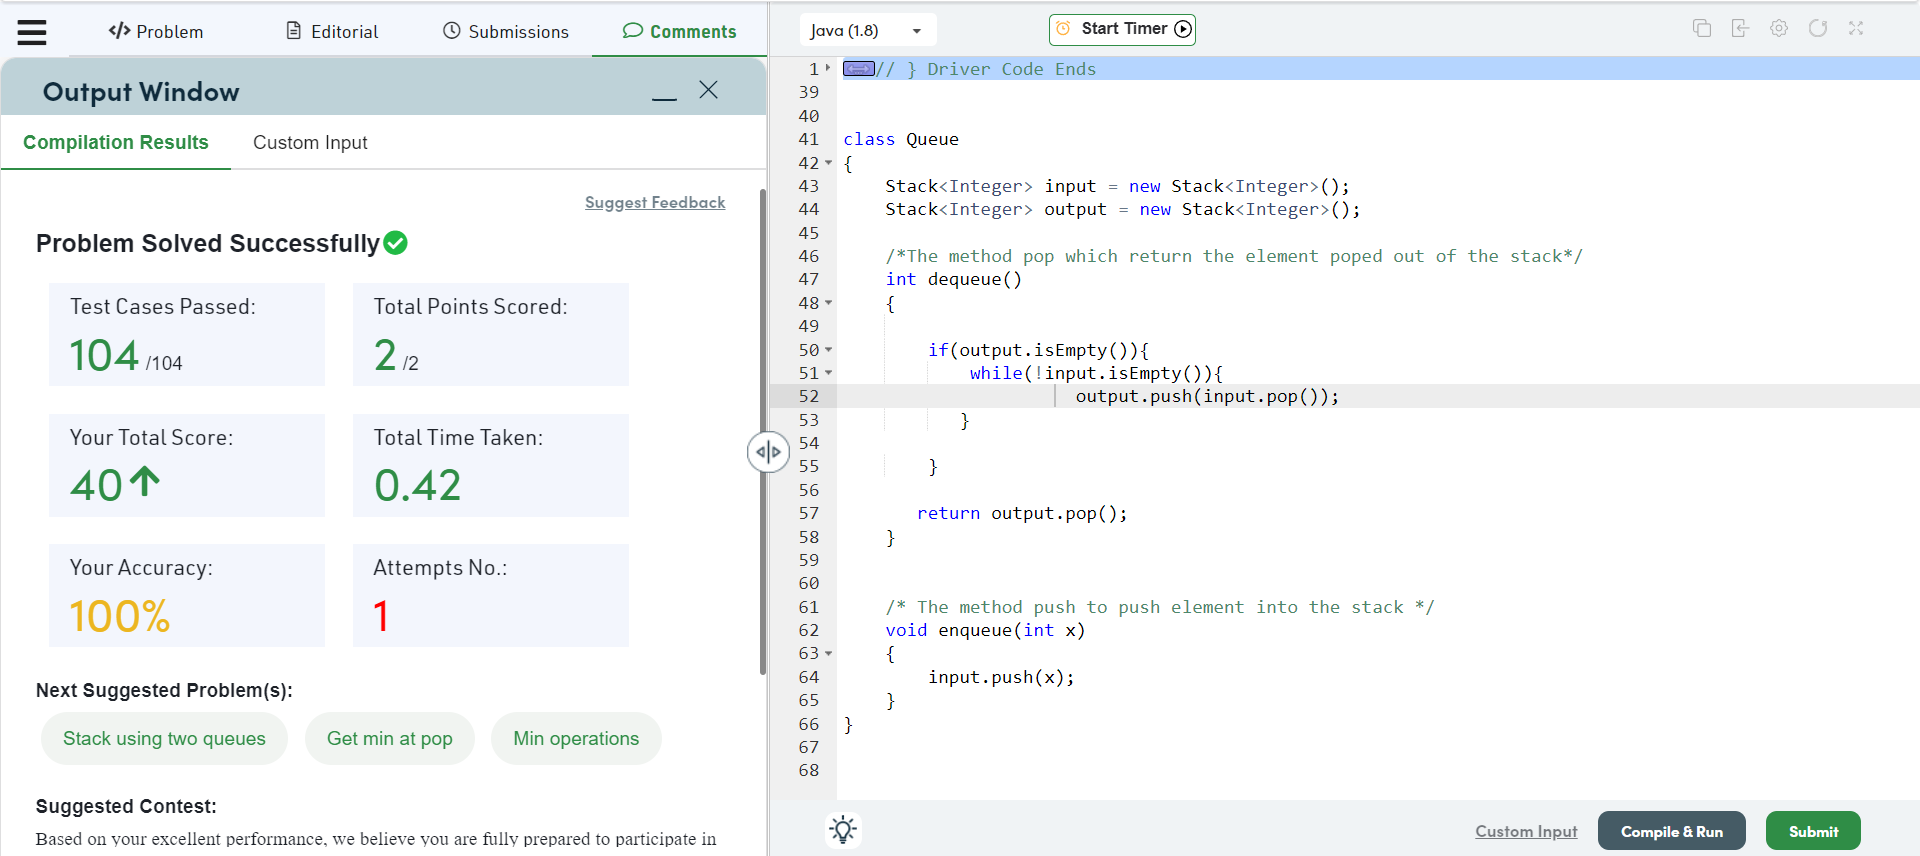 </> Problem
Editorial
Submissions
Comments
Output Window
Compilation Results
Custom Input
Suggest Feedback
Problem Solved Successfully
Test Cases Passed:
104 /104
Total Points Scored:
2 /2
Your Total Score:
40↑
Total Time Taken:
0.42
Your Accuracy:
100%
Attempts No.:
1
Next Suggested Problem(s):
Stack using two queues
Get min at pop
Min operations
Suggested Contest:
Based on your excellent performance, we believe you are fully prepared to participate in
Java (1.8)
Start Timer
1 // } Driver Code Ends
39
40
41 class Queue
42 {
43 Stack<Integer> input = new Stack<Integer>();
44 Stack<Integer> output = new Stack<Integer>();
45
46 /*The method pop which return the element poped out of the stack*/
47 int dequeue()
48 {
49
50 if(output.isEmpty()){
51 while(!input.isEmpty()){
52 output.push(input.pop());
53 }
54
55 }
56
57 return output.pop();
58 }
59
60
61 /* The method push to push element into the stack */
62 void enqueue(int x)
63 {
64 input.push(x);
65 }
66 }
67
68
Custom Input
Compile & Run
Submit